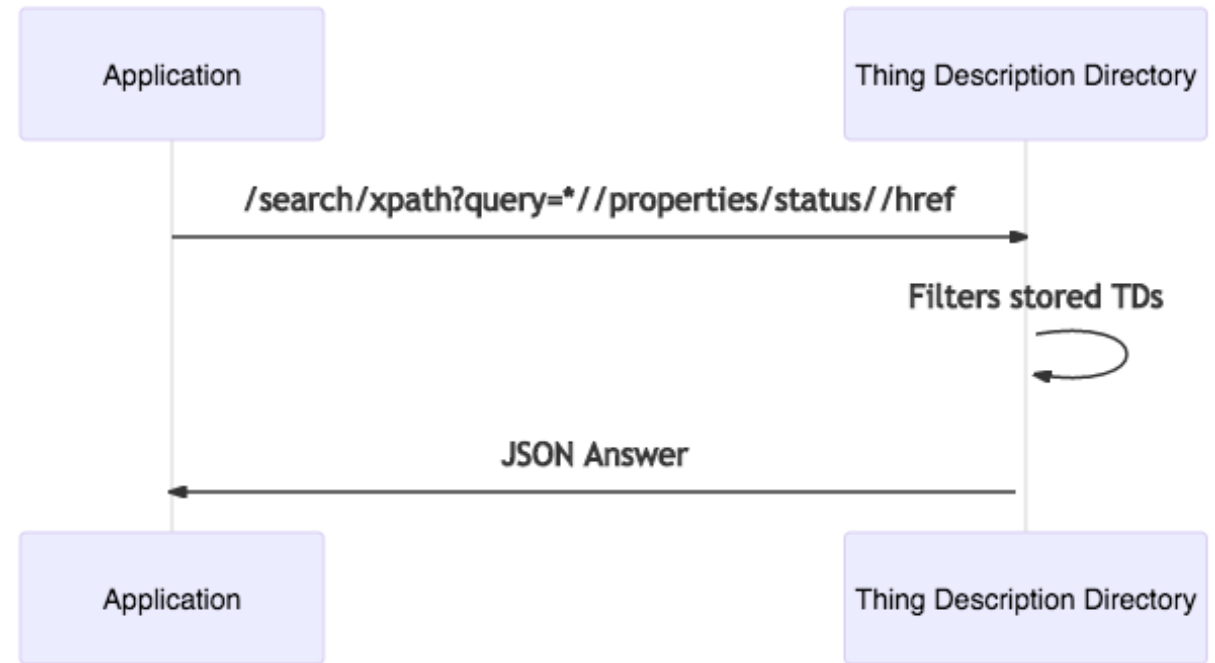 Application
Thing Description Directory
/search/xpath?query=*//properties/status//href
Filters stored TDs
JSON Answer
Application
Thing Description Directory